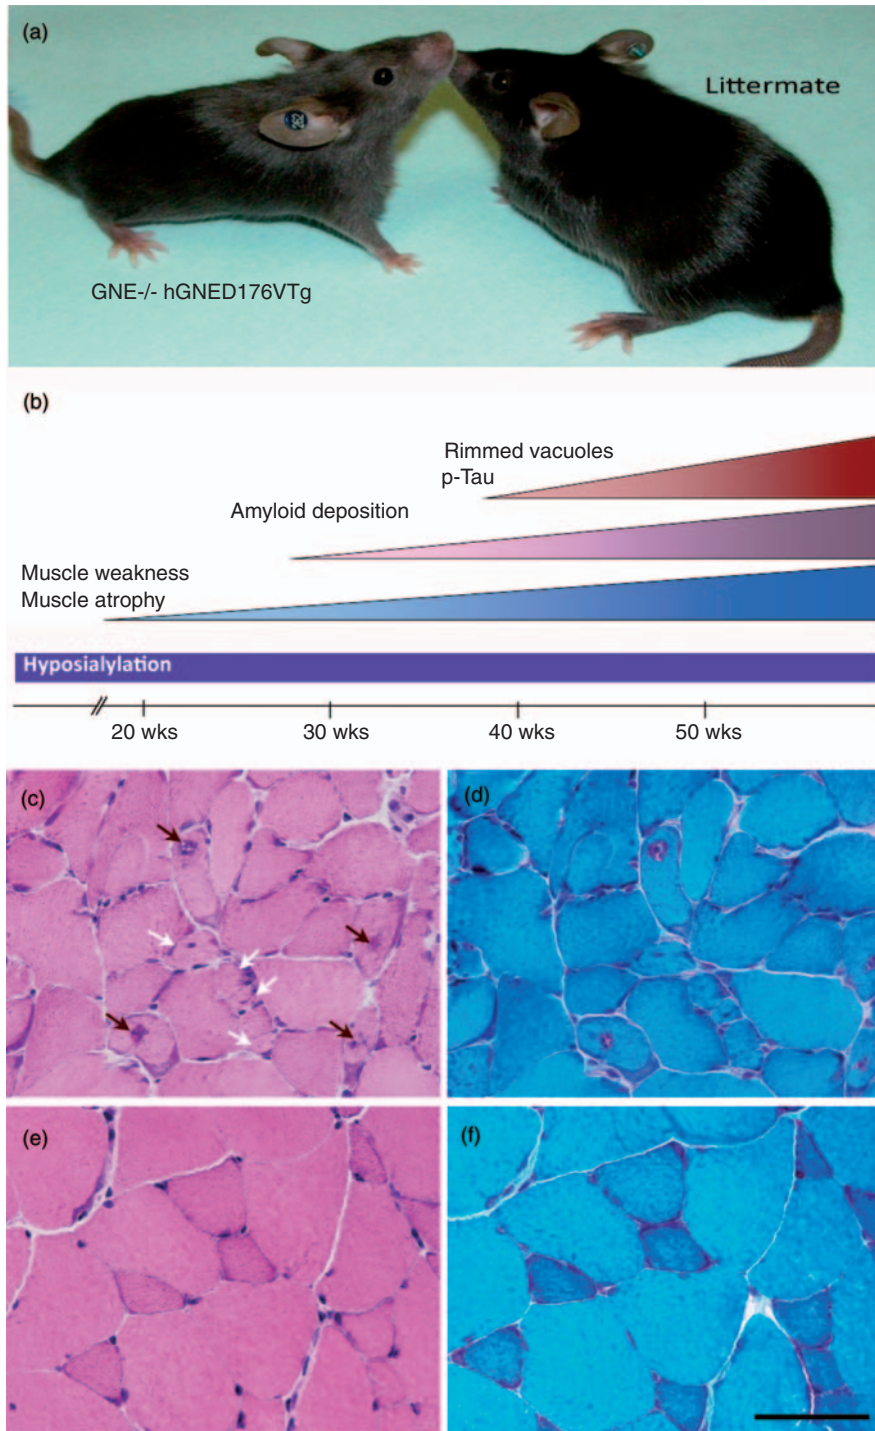 (a)
Littermate
262
GNE-/- hGNED176VTg
(b)
Rimmed vacuoles
p-Tau
Amyloid deposition
Muscle weakness
Muscle atrophy
Hyposialylation
20 wks
30 wks
40 wks
50 wks
(c)
(d)
(e)
(f)